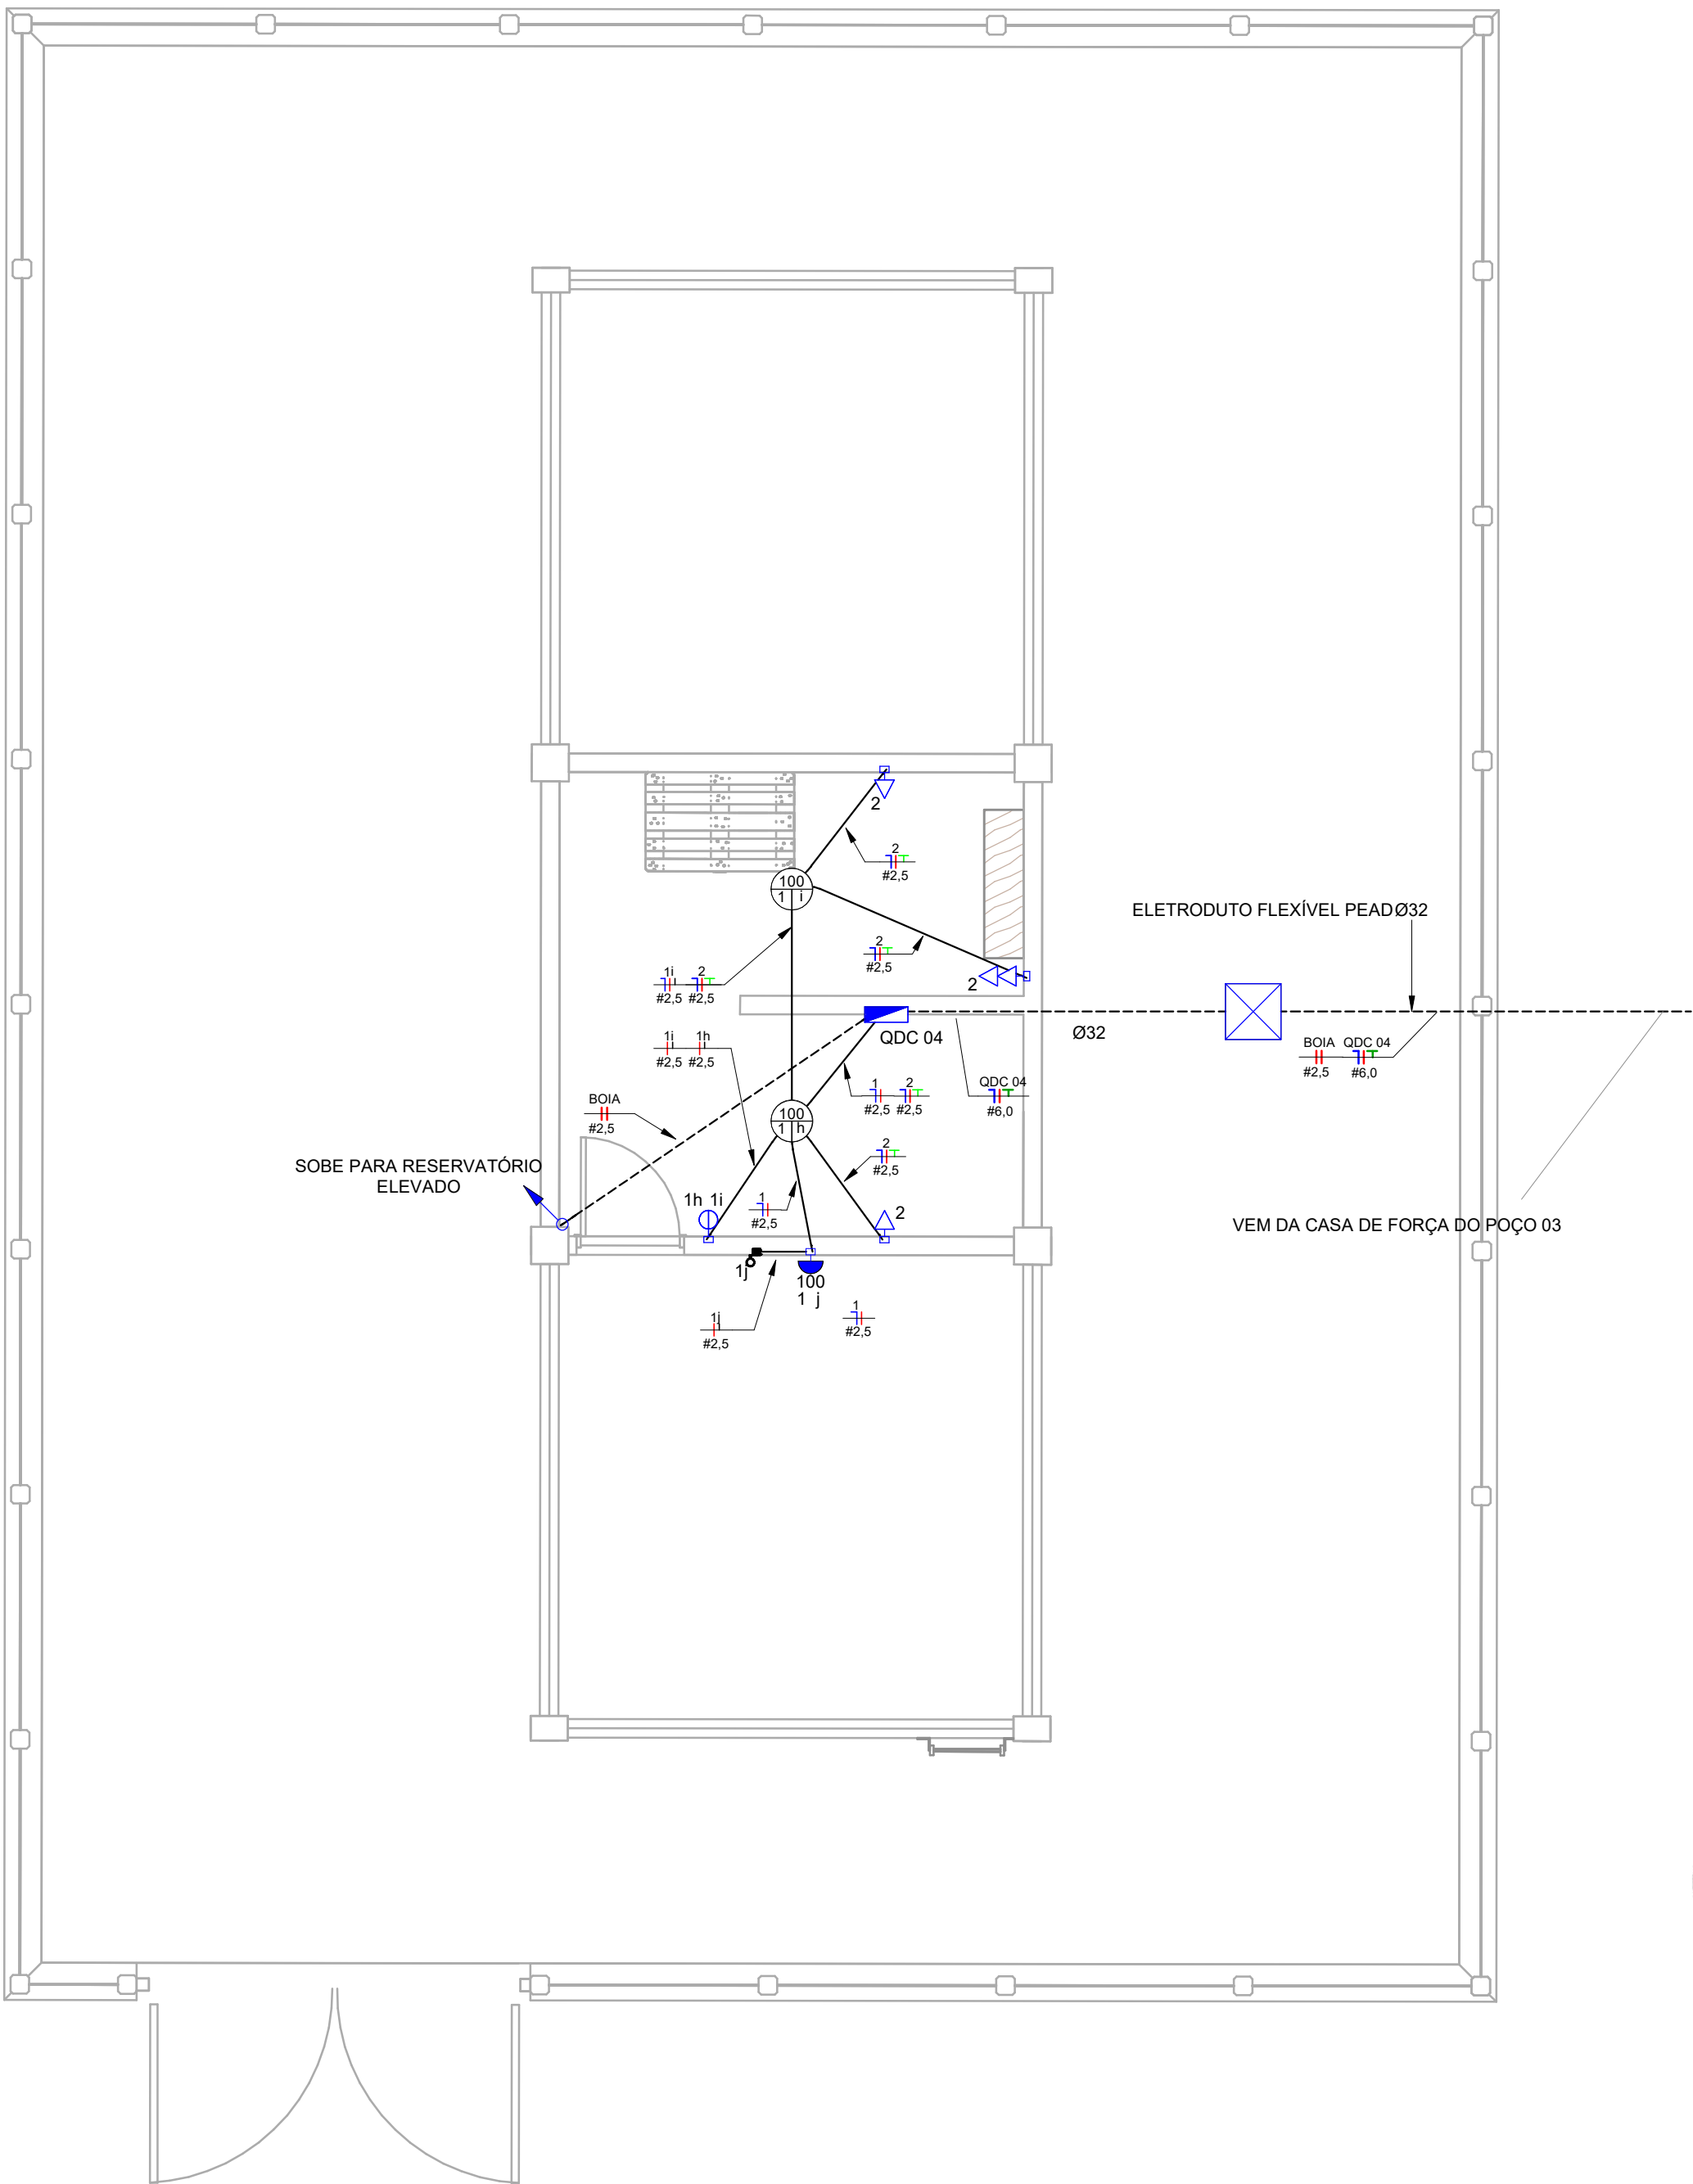 2
2
#2,5
100
1 i
ELETRODUTO FLEXÍVEL PEADØ32
2
#2,5
1i 2
#2,5 #2,5
2
QDC 04
Ø32
1i 1h
#2,5 #2,5
BOIA QDC 04
#2,5 #6,0
1 2
#2,5 #2,5
QDC 04
#6,0
BOIA
#2,5
100
1 h
2
#2,5
SOBE PARA RESERVATÓRIO
ELEVADO
1h 1i
1
#2,5
2
VEM DA CASA DE FORÇA DO POÇO 03
1j
100
1 j
1j
#2,5
1
#2,5